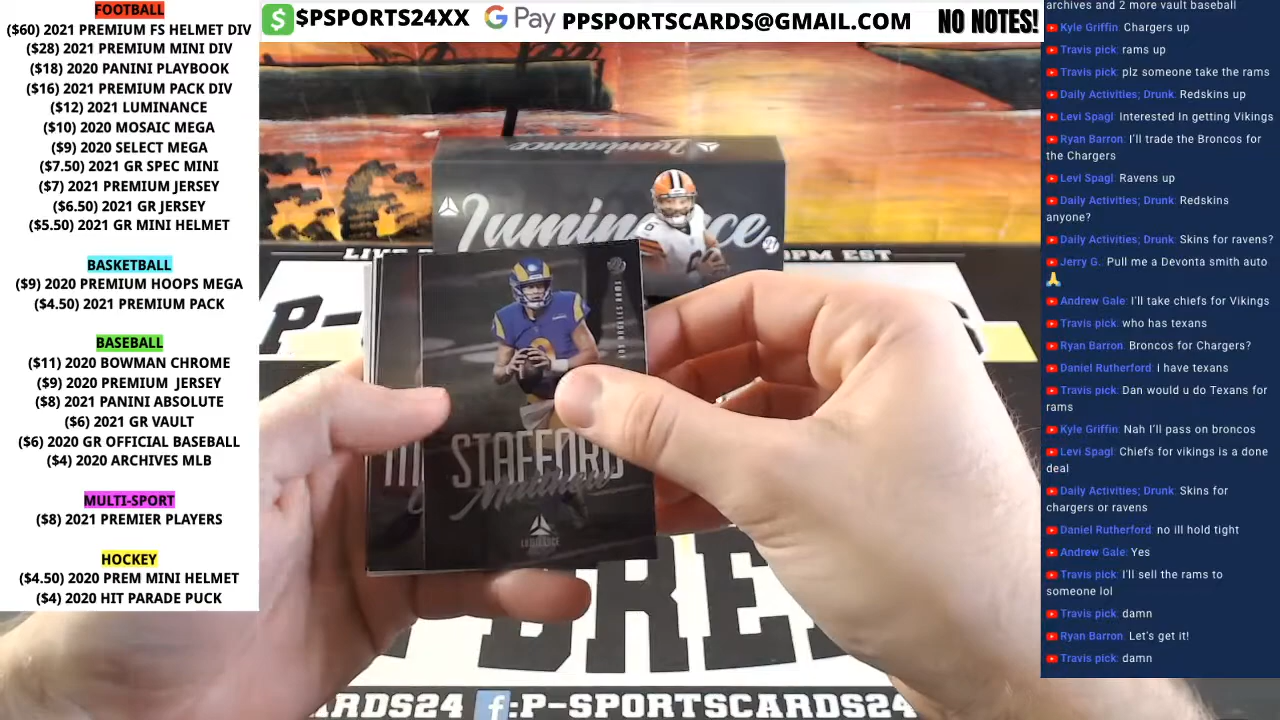 FOOTBALL
($60) 2021 PREMIUM FS HELMET DIV
($28) 2021 PREMIUM MINI DIV
($18) 2020 PANINI PLAYBOOK
($16) 2021 PREMIUM PACK DIV
($12) 2021 LUMINANCE
($10) 2020 MOSAIC MEGA
($9) 2020 SELECT MEGA
($7.50) 2021 GR SPEC MINI
($7) 2021 PREMIUM JERSEY
($6.50) 2021 GR JERSEY
($5.50) 2021 GR MINI HELMET
BASKETBALL
($9) 2020 PREMIUM HOOPS MEGA
($4.50) 2021 PREMIUM PACK
BASEBALL
($11) 2020 BOWMAN CHROME
($9) 2020 PREMIUM JERSEY
($8) 2021 PANINI ABSOLUTE
($6) 2021 GR VAULT
($6) 2020 GR OFFICIAL BASEBALL
($4) 2020 ARCHIVES MLB
MULTI-SPORT
($8) 2021 PREMIER PLAYERS
HOCKEY
($4.50) 2020 PREM MINI HELMET
($4) 2020 HIT PARADE PUCK
$PSPORTS24XX G Pay PPSPORTSCARDS@GMAIL.COM NO NOTES!
Luminance
Luminance
LIVE
PM EST
P-
LOS ANGELES RAMS
STAFFORD
Matthew
LUMINANCE
BRE
CARDS24 f:P-SPORTSCARDS24
archives and 2 more vault baseball
Kyle Griffin: Chargers up
Travis pick: rams up
Travis pick: plz someone take the rams
Daily Activities; Drunk: Redskins up
Levi Spagl: Interested In getting Vikings
Ryan Barron: I'll trade the Broncos for
the Chargers
Levi Spagl: Ravens up
Daily Activities; Drunk: Redskins
anyone?
Daily Activities; Drunk: Skins for ravens?
Jerry G.: Pull me a Devonta smith auto
🙏
Andrew Gale: I'll take chiefs for Vikings
Travis pick: who has texans
Ryan Barron: Broncos for Chargers?
Daniel Rutherford: i have texans
Travis pick: Dan would u do Texans for
rams
Kyle Griffin: Nah I'll pass on broncos
Levi Spagl: Chiefs for vikings is a done
deal
Daily Activities; Drunk: Skins for
chargers or ravens
Daniel Rutherford: no ill hold tight
Andrew Gale: Yes
Travis pick: I'll sell the rams to
someone lol
Travis pick: damn
Ryan Barron: Let's get it!
Travis pick: damn